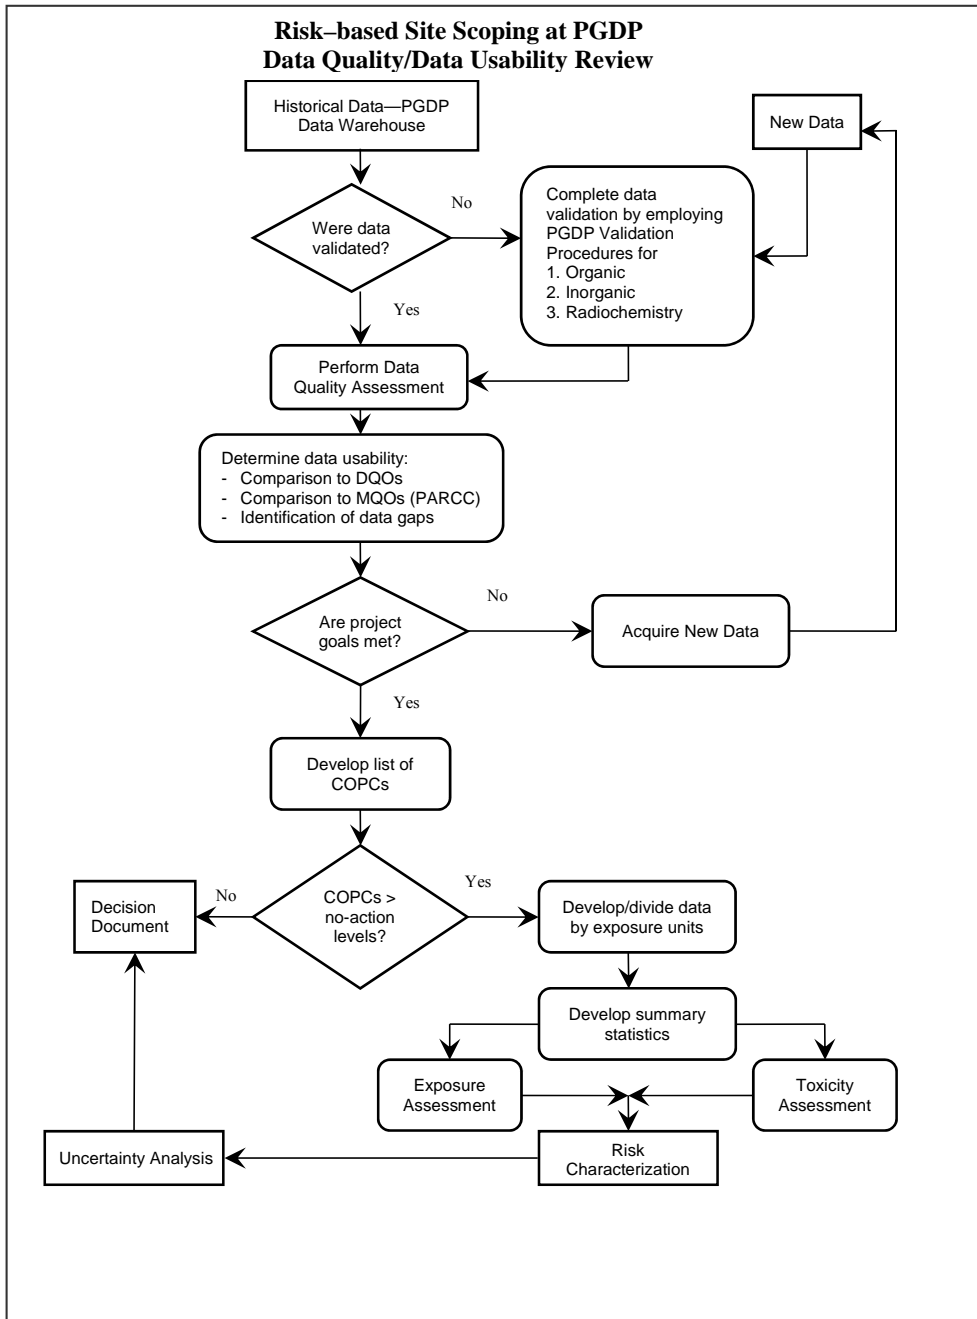 Risk–based Site Scoping at PGDP
Data Quality/Data Usability Review
Historical Data—PGDP
Data Warehouse
New Data
Were data
validated?
No
Complete data
validation by employing
PGDP Validation
Procedures for
1. Organic
2. Inorganic
3. Radiochemistry
Yes
Perform Data
Quality Assessment
Determine data usability:
- Comparison to DQOs
- Comparison to MQOs (PARCC)
- Identification of data gaps
Are project
goals met?
No
Acquire New Data
Yes
Develop list of
COPCs
COPCs >
no-action
levels?
No
Decision
Document
Yes
Develop/divide data
by exposure units
Develop summary
statistics
Exposure
Assessment
Toxicity
Assessment
Risk
Characterization
Uncertainty Analysis